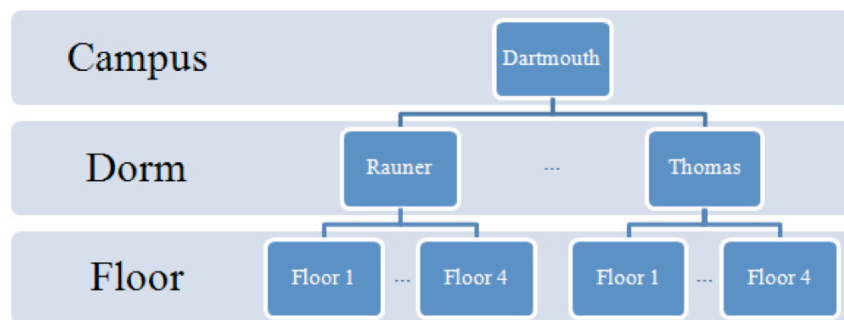 Campus
Dartmouth
Dorm
Rauner
...
Thomas
Floor
Floor 1
...
Floor 4
Floor 1
...
Floor 4